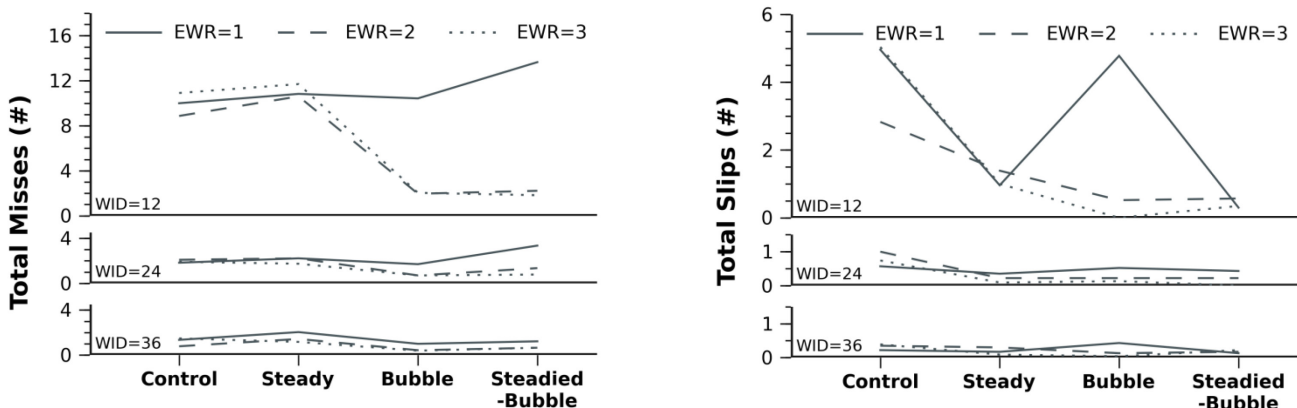 Total Misses (#)
16
12
8
4
0
EWR=1 EWR=2 EWR=3
WID=12
4
0
WID=24
4
0
WID=36
Control Steady Bubble Steadied
-Bubble
Total Slips (#)
6
4
2
0
EWR=1 EWR=2 EWR=3
WID=12
1
0
WID=24
1
0
WID=36
Control Steady Bubble Steadied
-Bubble